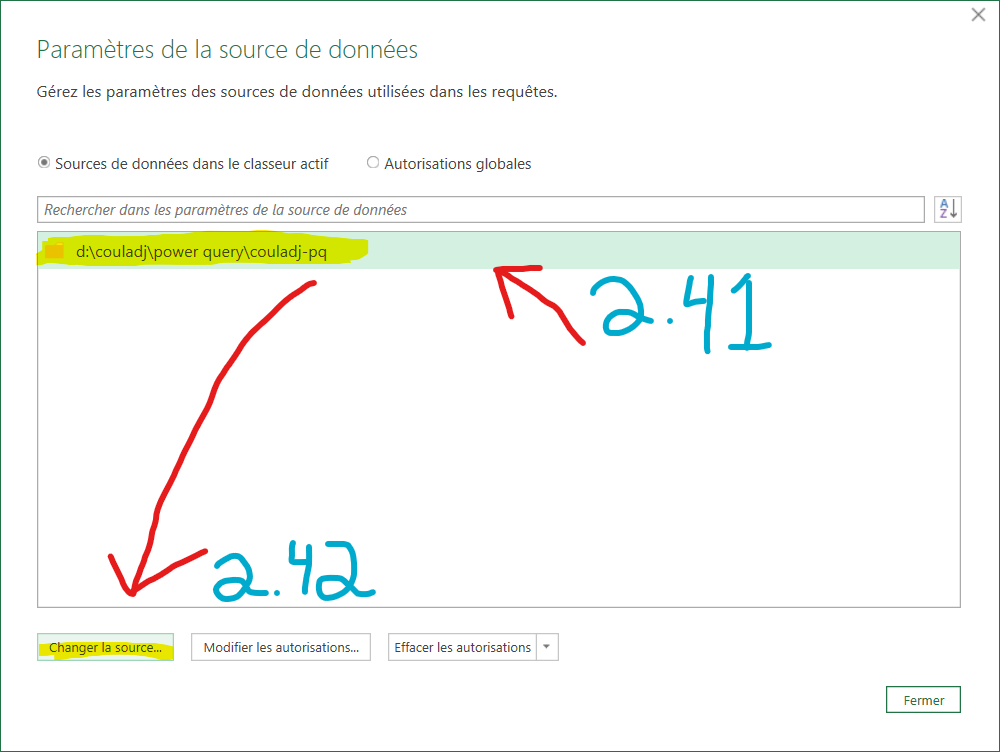 Paramètres de la source de données
Gérez les paramètres des sources de données utilisées dans les requêtes.
Sources de données dans le classeur actif Autorisations globales
Rechercher dans les paramètres de la source de données
A
Z
d:\couladj\power query\couladj-pq
2.41
2.42
Changer la source... Modifier les autorisations... Effacer les autorisations
Fermer